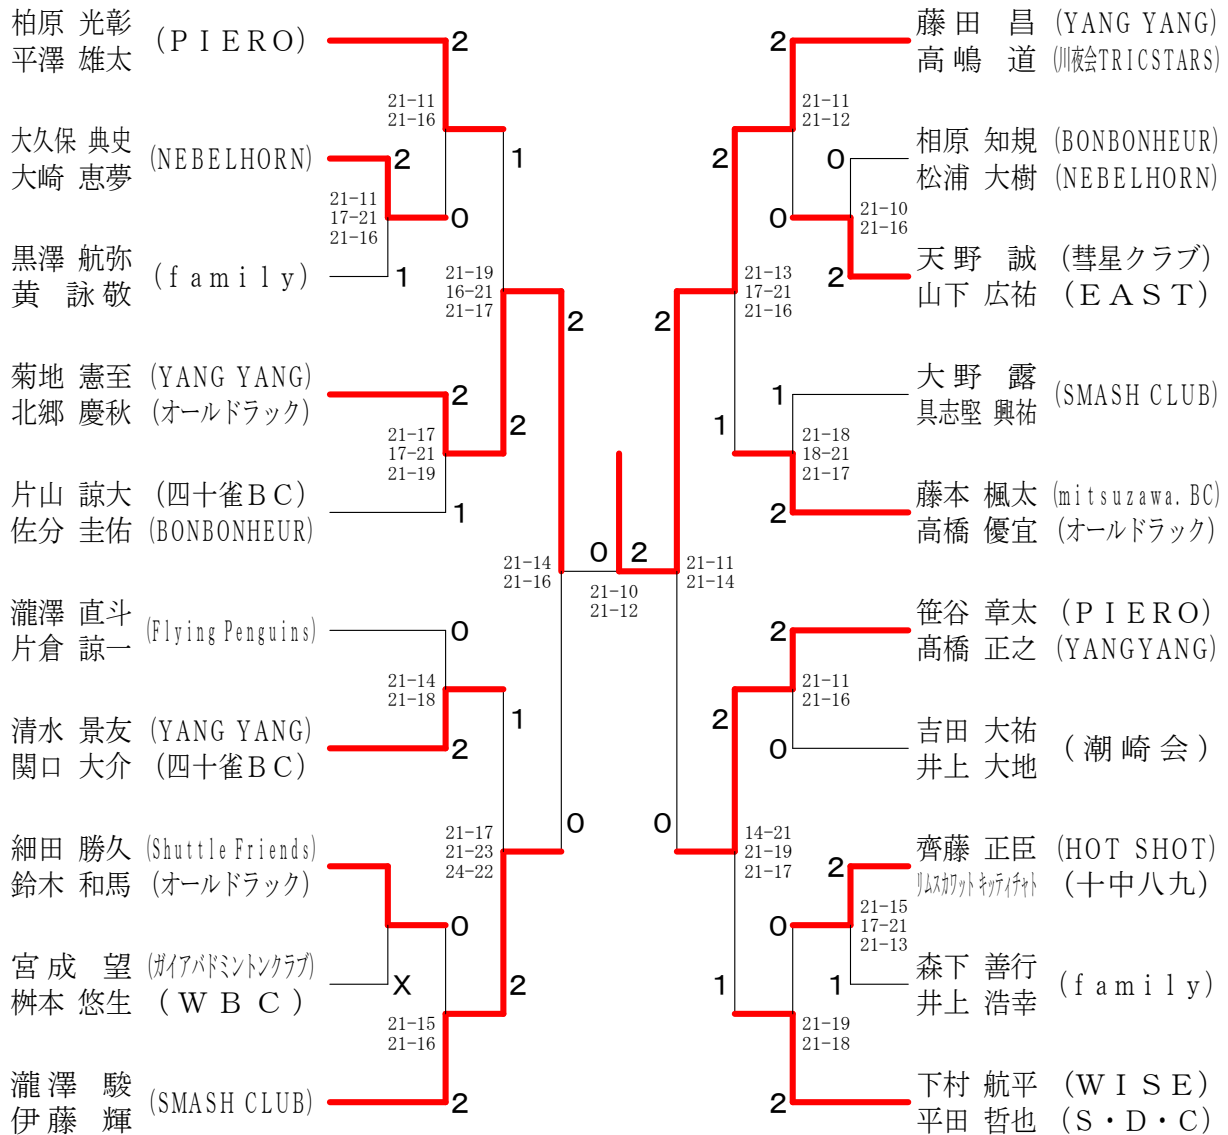 柏原 光彰 (PIERO)
平澤 雄太
2
21-11
21-16
大久保 典史 (NEBELHORN)
大崎 恵夢
2
1
21-11
17-21
21-16
0
黒澤 航弥 (family)
黄 詠敬
1
21-19
16-21
21-17
2
菊地 憲至 (YANG YANG)
北郷 慶秋 (オールドラック)
2
21-17
17-21
21-19
2
片山 諒大 (四十雀BC)
佐分 圭佑 (BONBONHEUR)
1
21-14
21-16
瀧澤 直斗 (Flying Penguins)
片倉 諒一
0
21-14
21-18
1
清水 景友 (YANG YANG)
関口 大介 (四十雀BC)
2
21-17
21-23
24-22
0
細田 勝久 (Shuttle Friends)
鈴木 和馬 (オールドラック)
0
宮成 望 (ガイアバドミントンクラブ)
桝本 悠生 (WBC)
X
2
21-15
21-16
瀧澤 駿 (SMASH CLUB)
伊藤 輝
2
0 2
21-10
21-12
藤田 昌 (YANG YANG)
高嶋 道 (川夜会TRICSTARS)
2
21-11
21-12
相原 知規 (BONBONHEUR)
松浦 大樹 (NEBELHORN)
0
2
21-10
21-16
0
天野 誠 (彗星クラブ)
山下 広祐 (EAST)
2
21-13
17-21
21-16
2
大野 露 (SMASH CLUB)
具志堅 興祐
1
1
21-18
18-21
21-17
藤本 楓太 (mitsuzawa.BC)
高橋 優宜 (オールドラック)
2
21-11
21-14
笹谷 章太 (PIERO)
髙橋 正之 (YANGYANG)
2
21-11
21-16
2
吉田 大祐 (潮崎会)
井上 大地
0
0
14-21
21-19
21-17
齊藤 正臣 (HOT SHOT)
リムスカワット キッティチャト (十中八九)
2
21-15
17-21
21-13
0
森下 善行 (family)
井上 浩幸
1
1
21-19
21-18
下村 航平 (WISE)
平田 哲也 (S・D・C)
2